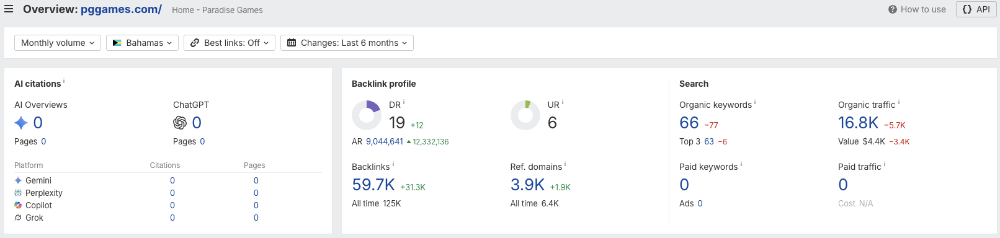 Overview: pggames.com/ Home - Paradise Games How to use API
Monthly volume Bahamas Best links: Off Changes: Last 6 months
AI citations i
AI Overviews ChatGPT
0 0
Pages 0 Pages 0
Platform Citations Pages
Gemini 0 0
Perplexity 0 0
Copilot 0 0
Grok 0 0
Backlink profile
DR i UR i
19 +12 6
AR 9,044,641 12,332,136
Backlinks i Ref. domains i
59.7K +31.3K 3.9K +1.9K
All time 125K All time 6.4K
Search
Organic keywords i Organic traffic i
66 −77 16.8K −5.7K
Top 3 63 −6 Value $4.4K −3.4K
Paid keywords i Paid traffic i
0 0
Ads 0 Cost N/A